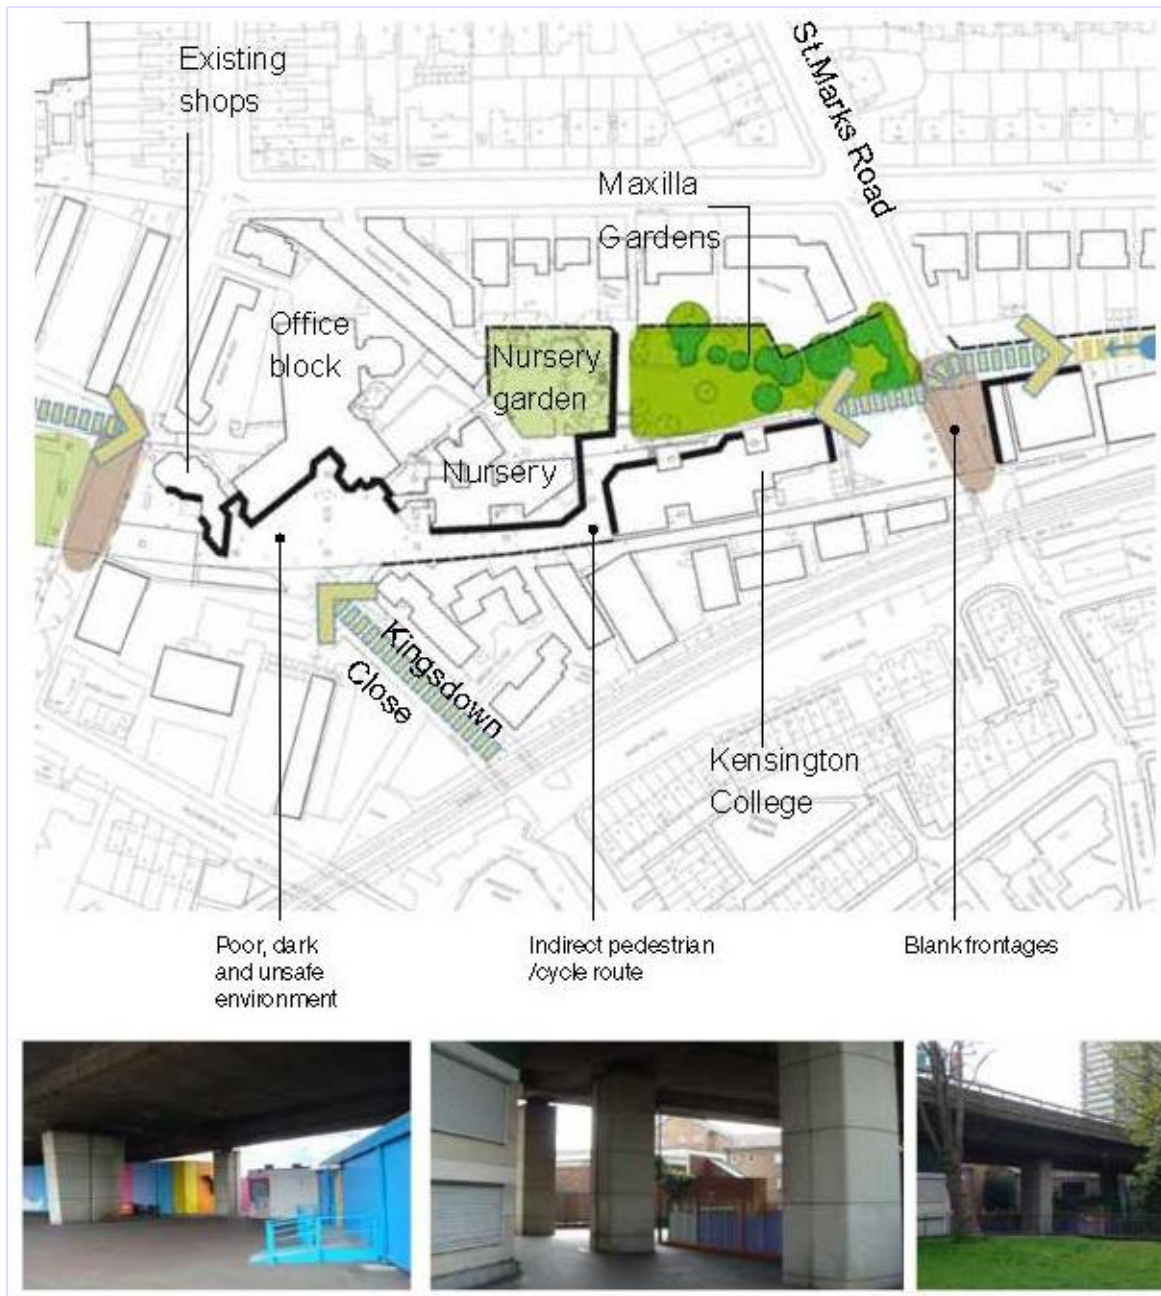 Existing
shops
St.Marks Road
Maxilla
Gardens
Office
block
Nursery
garden
Nursery
Kingsdown
Close
Kensington
College
Poor, dark
and unsafe
environment
Indirect pedestrian
/cycle route
Blank frontages